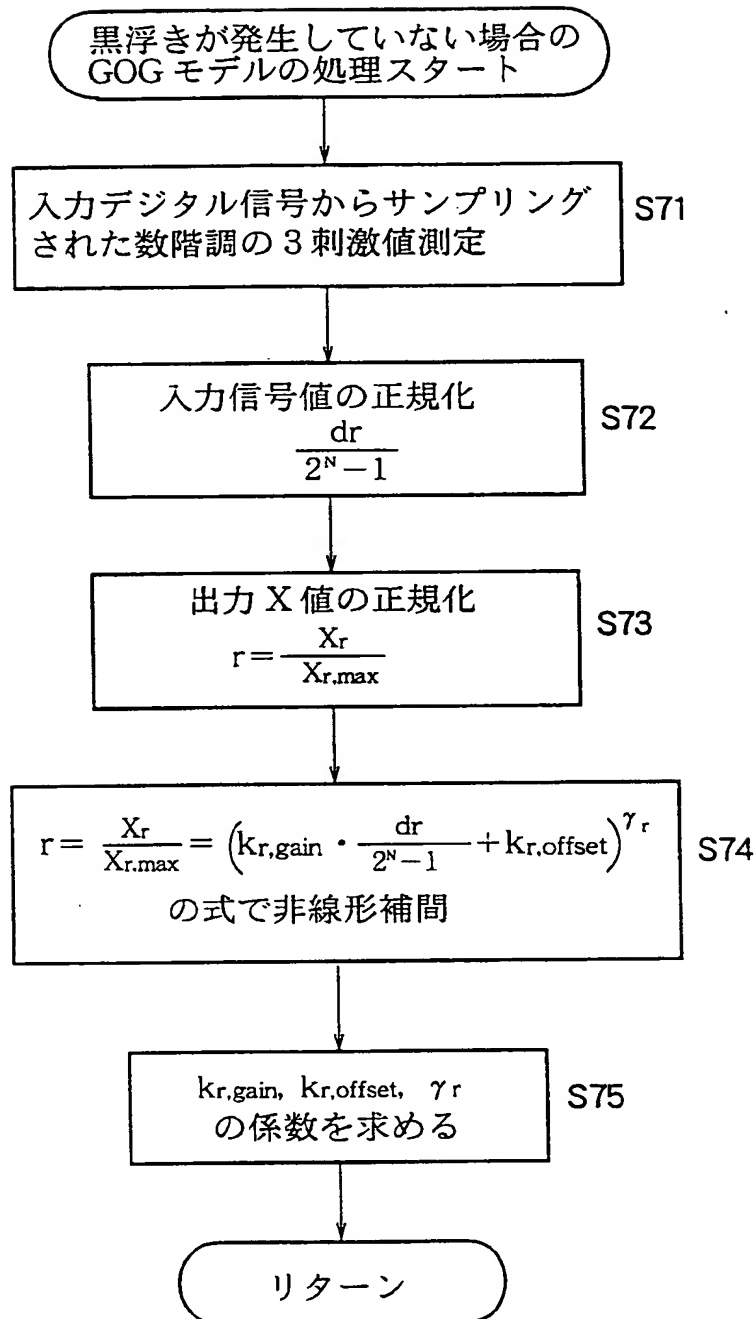 黒浮きが発生していない場合の
GOG モデルの処理スタート
入力デジタル信号からサンプリング
された数階調の3刺激値測定
S71
入力信号値の正規化
dr
2^N－1
S72
出力 X 値の正規化
r＝ Xr
Xr,max
S73
r＝ Xr / Xr,max ＝ (kr,gain・ dr / 2^N－1 ＋kr,offset)^γr
の式で非線形補間
S74
kr,gain, kr,offset, γr
の係数を求める
S75
リターン